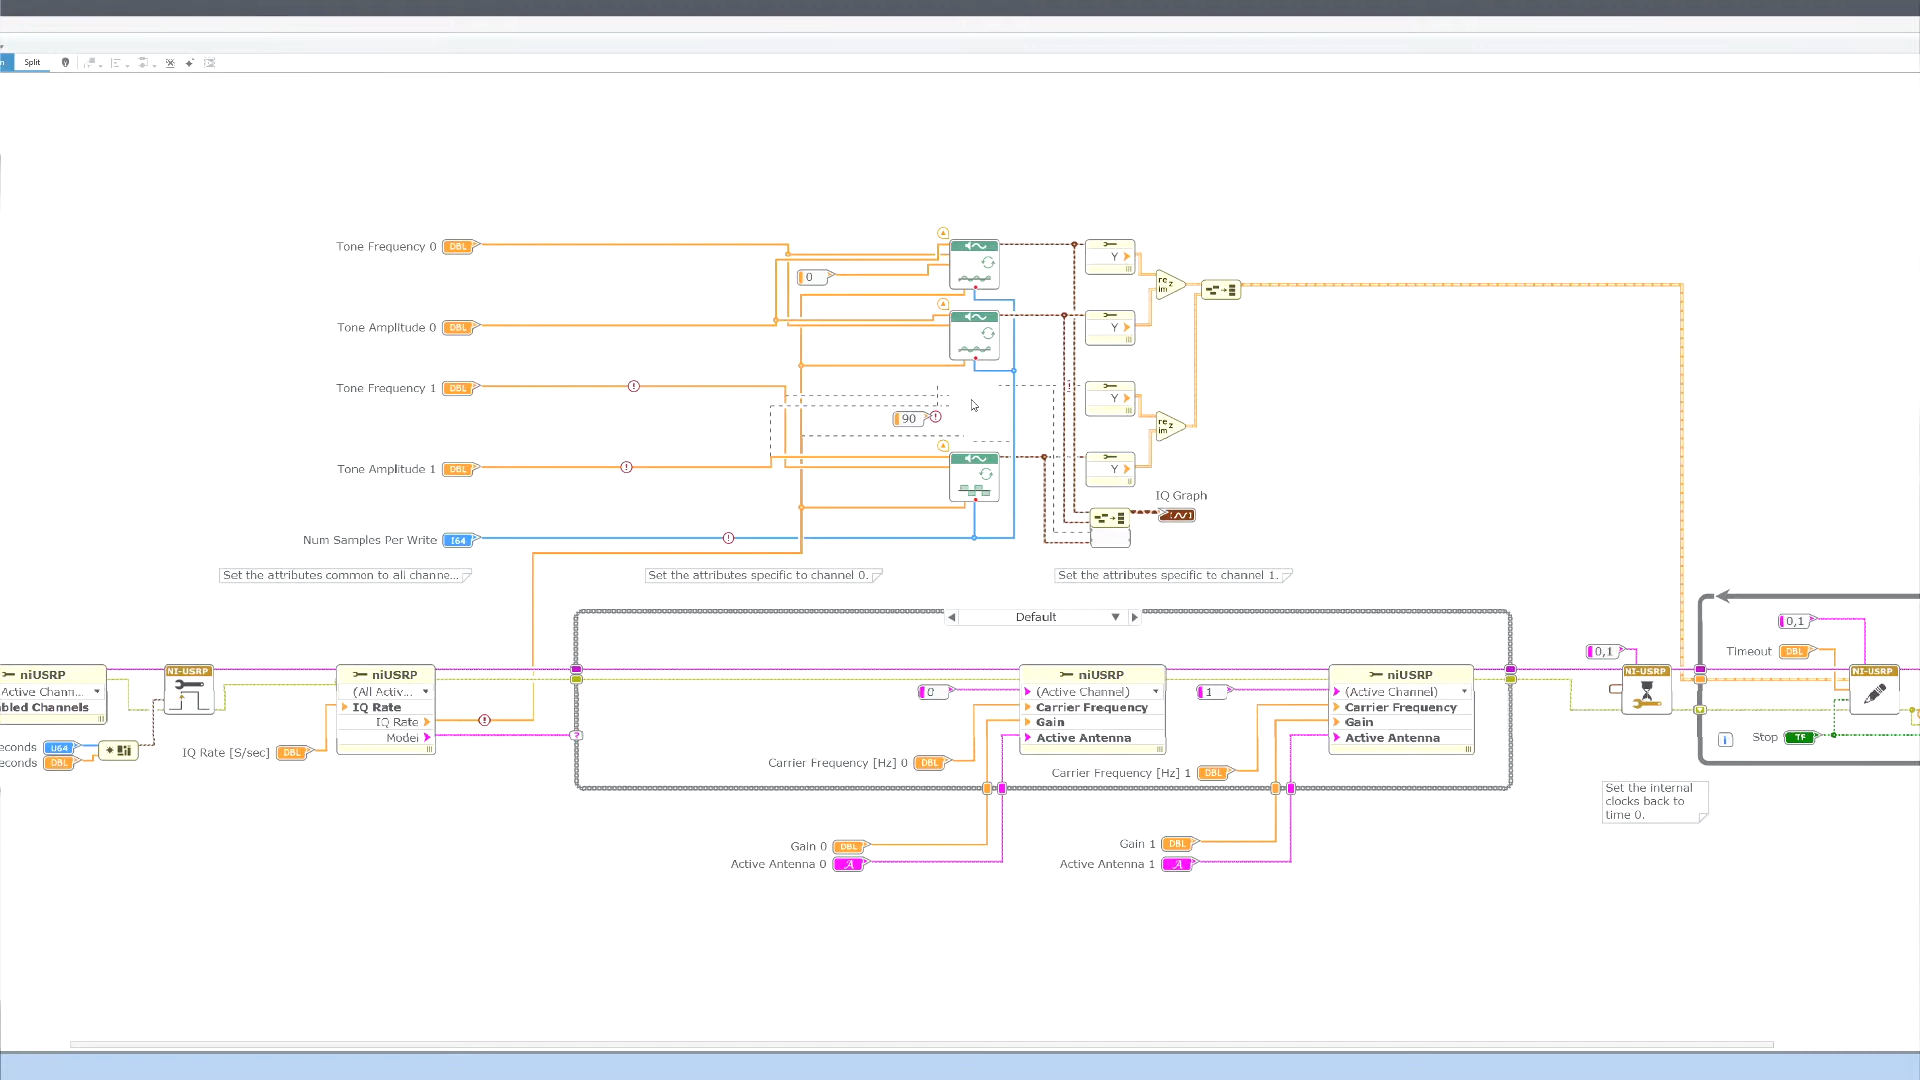 Split
Tone Frequency 0
DBL
0
Y
re
im
z
Tone Amplitude 0
DBL
Y
Tone Frequency 1
DBL
90
Y
re
im
z
Tone Amplitude 1
DBL
Y
IQ Graph
Num Samples Per Write
I64
Set the attributes common to all channe...
Set the attributes specific to channel 0.
Set the attributes specific to channel 1.
Default
0,1
0,1
Timeout
DBL
niUSRP
Active Chann...
bled Channels
NI-USRP
niUSRP
(All Activ...
IQ Rate
IQ Rate
Model
niUSRP
0
(Active Channel)
Carrier Frequency
Gain
Active Antenna
niUSRP
1
(Active Channel)
Carrier Frequency
Gain
Active Antenna
NI-USRP
NI-USRP
Stop
TF
econds
U64
econds
DBL
IQ Rate [S/sec]
DBL
Carrier Frequency [Hz] 0
DBL
Carrier Frequency [Hz] 1
DBL
Set the internal
clocks back to
time 0.
Gain 0
DBL
Active Antenna 0
Gain 1
DBL
Active Antenna 1